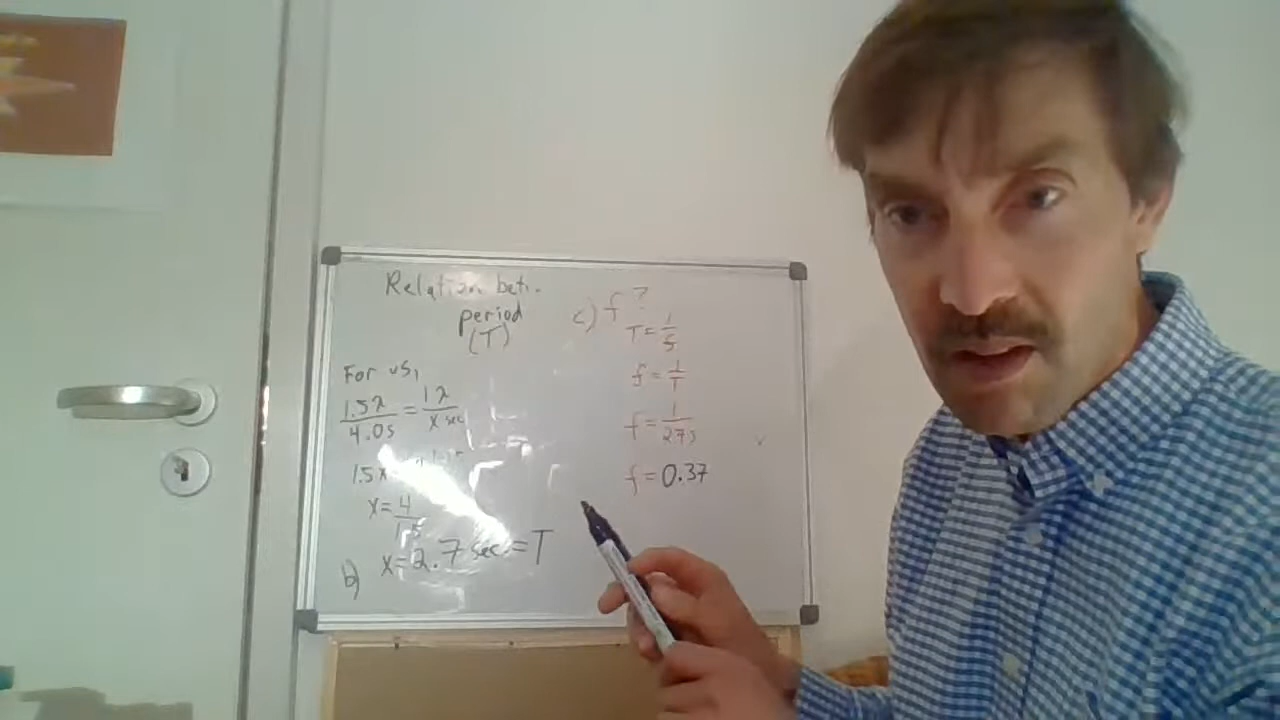 Relation bet.
period
(T)
For us,
1.5λ/4.0s = 1λ/x sec
1.5x
x=4/1.5
b) x=2.7 sec.=T
c) f?
T=1/f
f=1/T
f=1/2.7s
f=0.37